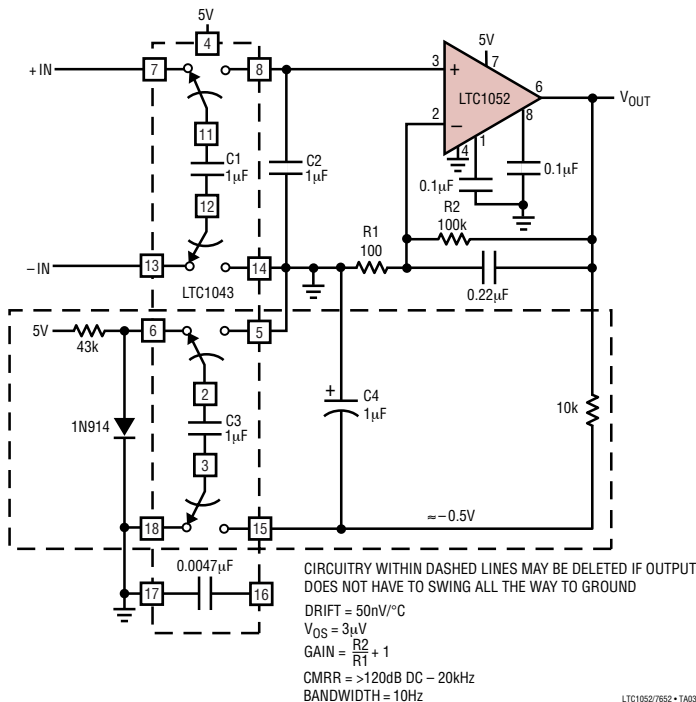 5V
4
+IN
7
8
3
+
5V
7
LTC1052
6
VOUT
2
−
8
1
4
11
C1
1µF
C2
1µF
0.1µF
0.1µF
12
R2
100k
R1
100
−IN
13
14
LTC1043
0.22µF
5V
43k
6
5
2
1N914
C3
1µF
+
C4
1µF
10k
3
≈−0.5V
18
15
0.0047µF
17
16
CIRCUITRY WITHIN DASHED LINES MAY BE DELETED IF OUTPUT
DOES NOT HAVE TO SWING ALL THE WAY TO GROUND
DRIFT = 50nV/°C
VOS = 3µV
GAIN = R2/R1 + 1
CMRR = >120dB DC – 20kHz
BANDWIDTH = 10Hz
LTC1052/7652 • TA03